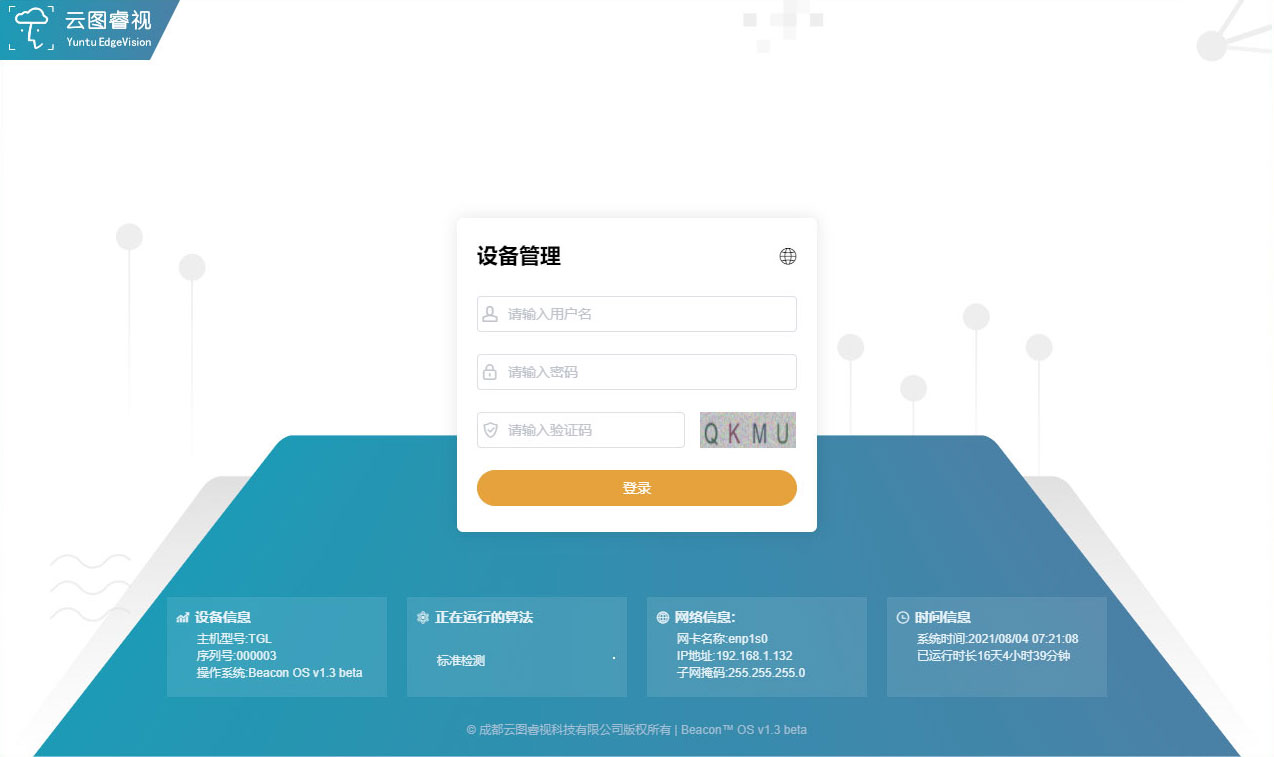 云图睿视
Yuntu EdgeVision
设备管理
请输入用户名
请输入密码
请输入验证码
QKMU
登录
设备信息
主机型号:TGL
序列号:000003
操作系统:Beacon OS v1.3 beta
正在运行的算法
标准检测
网络信息:
网卡名称:enp1s0
IP地址:192.168.1.132
子网掩码:255.255.255.0
时间信息
系统时间:2021/08/04 07:21:08
已运行时长16天4小时39分钟
© 成都云图睿视科技有限公司版权所有 | Beacon™ OS v1.3 beta